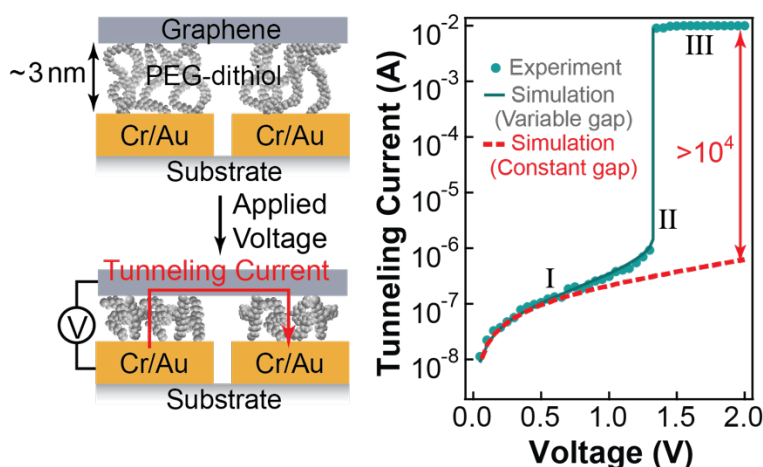 Graphene
~3 nm
PEG-dithiol
Cr/Au
Cr/Au
Substrate
Applied
Voltage
Tunneling Current
V
Cr/Au
Cr/Au
Substrate
Tunneling Current (A)
10⁻²
10⁻³
10⁻⁴
10⁻⁵
10⁻⁶
10⁻⁷
10⁻⁸
Experiment
Simulation
(Variable gap)
Simulation
(Constant gap)
I
II
III
>10⁴
0.0 0.5 1.0 1.5 2.0
Voltage (V)